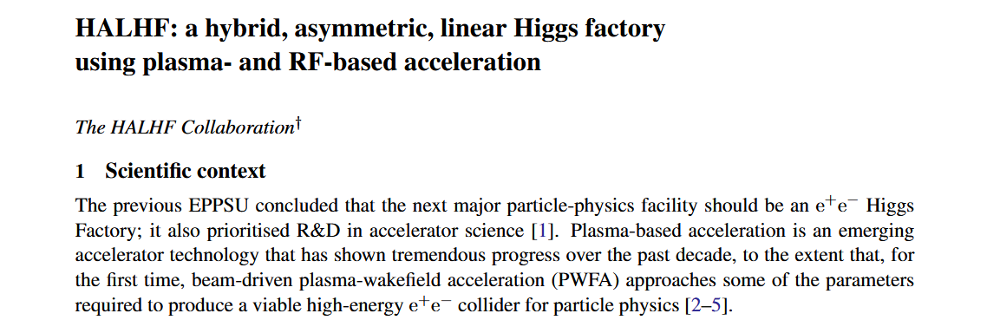 HALHF: a hybrid, asymmetric, linear Higgs factory
using plasma- and RF-based acceleration
The HALHF Collaboration†
1 Scientific context
The previous EPPSU concluded that the next major particle-physics facility should be an e⁺e⁻ Higgs
Factory; it also prioritised R&D in accelerator science [1]. Plasma-based acceleration is an emerging
accelerator technology that has shown tremendous progress over the past decade, to the extent that, for
the first time, beam-driven plasma-wakefield acceleration (PWFA) approaches some of the parameters
required to produce a viable high-energy e⁺e⁻ collider for particle physics [2–5].